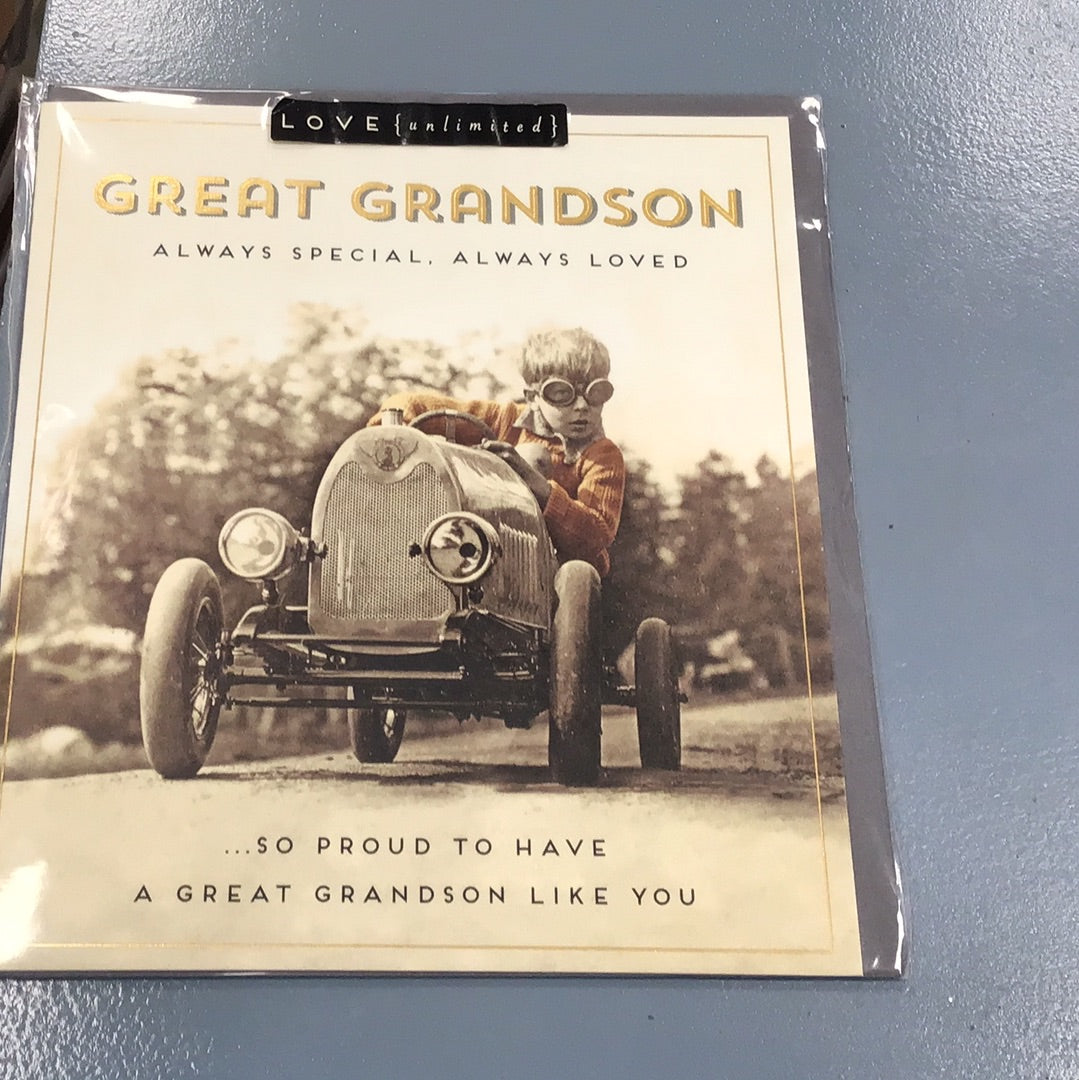 LOVE {unlimited}
GREAT GRANDSON
ALWAYS SPECIAL, ALWAYS LOVED
...SO PROUD TO HAVE
A GREAT GRANDSON LIKE YOU